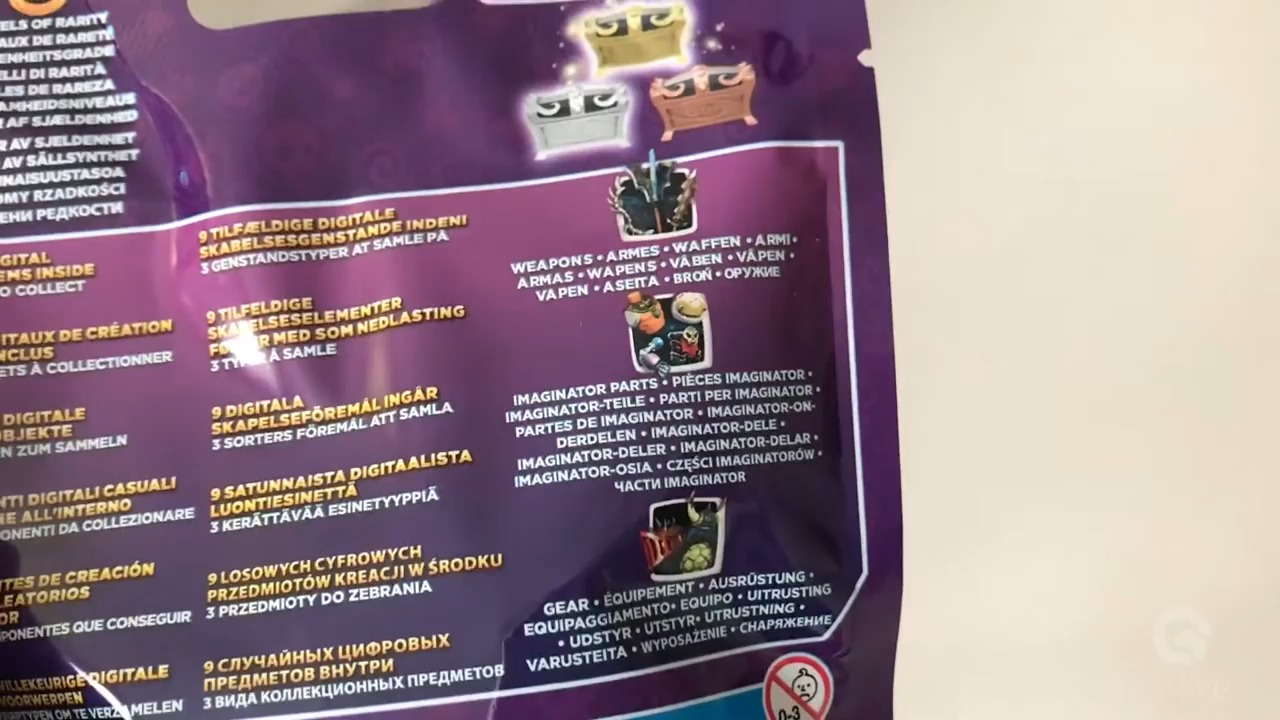 ELS OF RARITY
AUX DE RARETÉ
ENHEITSGRADE
ELLI DI RARITÀ
LES DE RAREZA
AMHEIDSNIVEAUS
R AF SJÆLDENHED
R AV SJELDENHET
AV SÄLLSYNTHET
INAISUUSTASOA
OMY RZADKOŚCI
ЕНИ РЕДКОСТИ
GITAL
EMS INSIDE
O COLLECT
ITAUX DE CRÉATION
NCLUS
ETS À COLLECTIONNER
DIGITALE
OBJEKTE
N ZUM SAMMELN
NTI DIGITALI CASUALI
NE ALL'INTERNO
ONENTI DA COLLEZIONARE
TES DE CREACIÓN
LEATORIOS
OR
PONENTES QUE CONSEGUIR
WILLEKEURIGE DIGITALE
VOORWERPEN
OM TE VERZAMELEN
9 TILFÆLDIGE DIGITALE
SKABELSESGENSTANDE INDENI
3 GENSTANDSTYPER AT SAMLE PÅ
9 TILFELDIGE
SKAPELSESELEMENTER
FØLGER MED SOM NEDLASTING
3 TYPER Å SAMLE
9 DIGITALA
SKAPELSEFÖREMÅL INGÅR
3 SORTERS FÖREMÅL ATT SAMLA
9 SATUNNAISTA DIGITAALISTA
LUONTIESINETTÄ
3 KERÄTTÄVÄÄ ESINETYYPPIÄ
9 LOSOWYCH CYFROWYCH
PRZEDMIOTÓW KREACJI W ŚRODKU
3 PRZEDMIOTY DO ZEBRANIA
9 СЛУЧАЙНЫХ ЦИФРОВЫХ
ПРЕДМЕТОВ ВНУТРИ
3 ВИДА КОЛЛЕКЦИОННЫХ ПРЕДМЕТОВ
WEAPONS • ARMES • WAFFEN • ARMI •
ARMAS • WAPENS • VÅBEN • VÅPEN •
VAPEN • ASEITA • BROŃ • ОРУЖИЕ
IMAGINATOR PARTS • PIÈCES IMAGINATOR •
IMAGINATOR-TEILE • PARTI PER IMAGINATOR •
PARTES DE IMAGINATOR • IMAGINATOR-ON-
DERDELEN • IMAGINATOR-DELE •
IMAGINATOR-DELER • IMAGINATOR-DELAR •
IMAGINATOR-OSIA • CZĘŚCI IMAGINATORÓW •
ЧАСТИ IMAGINATOR
GEAR • ÉQUIPEMENT • AUSRÜSTUNG •
EQUIPAGGIAMENTO • EQUIPO • UITRUSTING
• UDSTYR • UTSTYR • UTRUSTNING •
VARUSTEITA • WYPOSAŻENIE • СНАРЯЖЕНИЕ
0-3